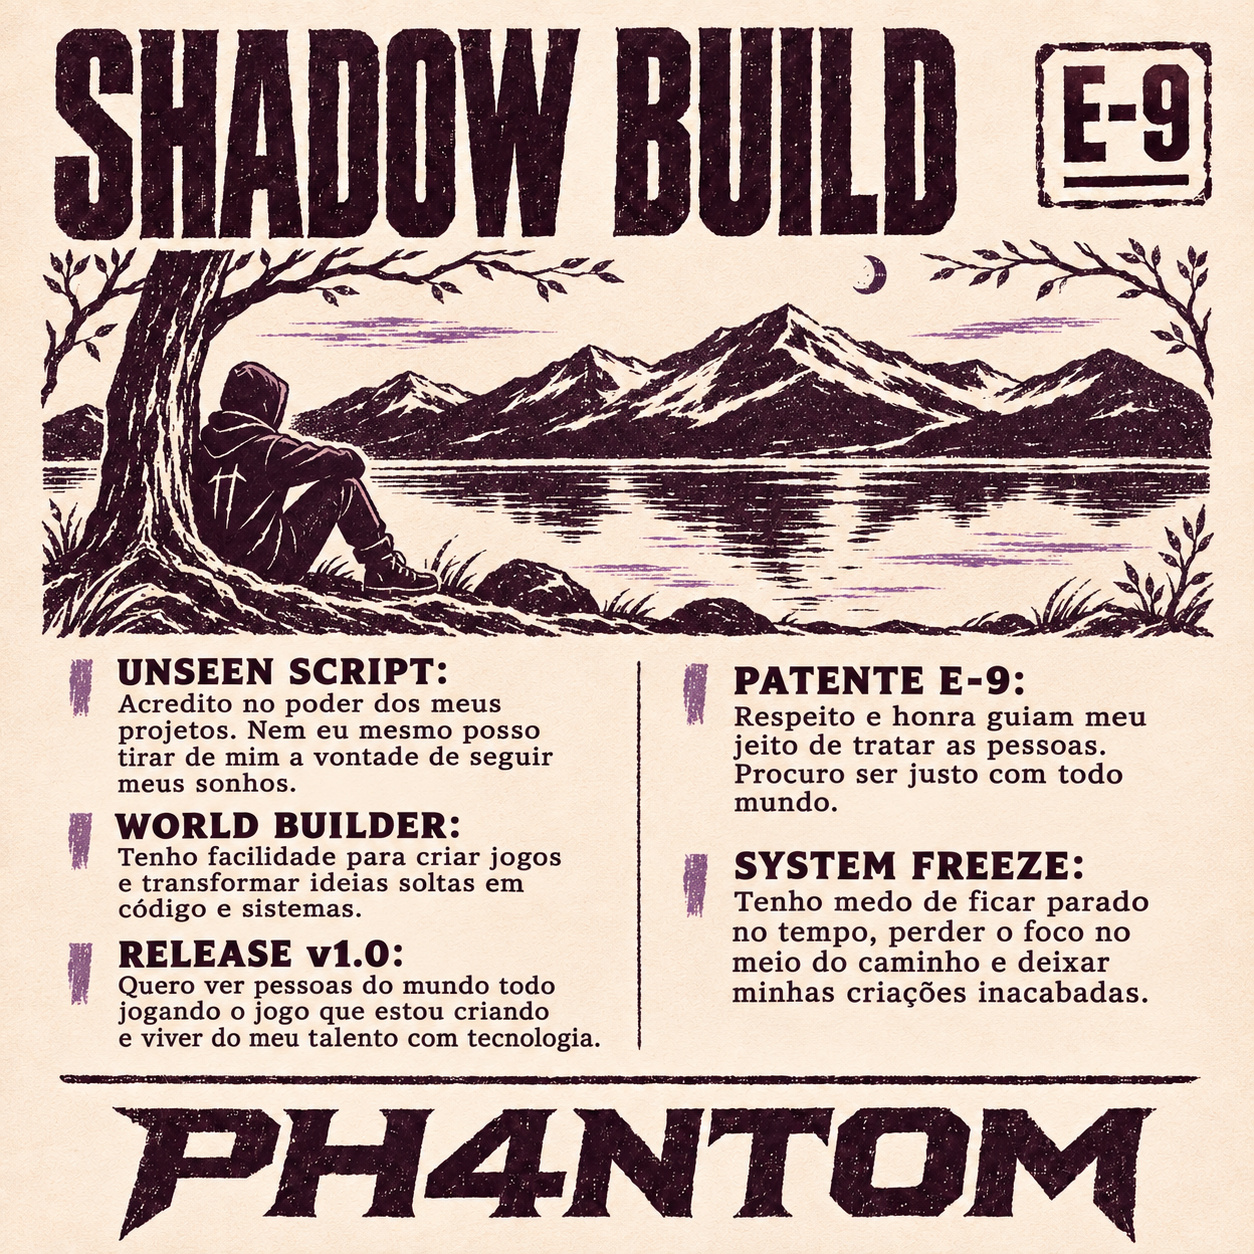 SHADOW BUILD
E-9
UNSEEN SCRIPT:
Acredito no poder dos meus
projetos. Nem eu mesmo posso
tirar de mim a vontade de seguir
meus sonhos.
WORLD BUILDER:
Tenho facilidade para criar jogos
e transformar ideias soltas em
código e sistemas.
RELEASE v1.0:
Quero ver pessoas do mundo todo
jogando o jogo que estou criando
e viver do meu talento com tecnologia.
PATENTE E-9:
Respeito e honra guiam meu
jeito de tratar as pessoas.
Procuro ser justo com todo
mundo.
SYSTEM FREEZE:
Tenho medo de ficar parado
no tempo, perder o foco no
meio do caminho e deixar
minhas criações inacabadas.
PH4NTOM